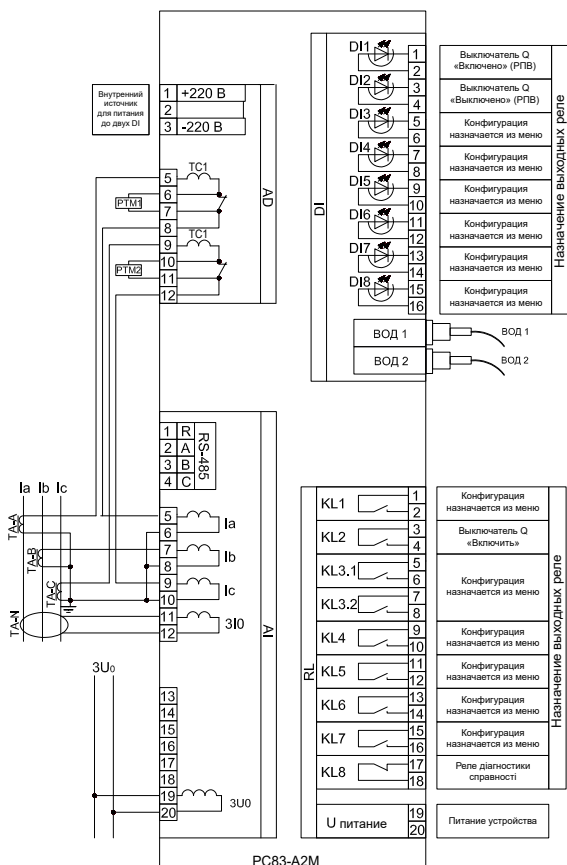 Внутренний
источник
для питания
до двух DI
1 +220 В
2
3 -220 В
5
6
7
8
9
10
11
12
TC1
РТМ1
TC1
РТМ2
AD
DI
DI1
DI2
DI3
DI4
DI5
DI6
DI7
DI8
1
2
3
4
5
6
7
8
9
10
11
12
13
14
15
16
Выключатель Q
«Включено» (РПВ)
Выключатель Q
«Выключено» (РПВ)
Конфигурация
назначается из меню
Конфигурация
назначается из меню
Конфигурация
назначается из меню
Конфигурация
назначается из меню
Конфигурация
назначается из меню
Конфигурация
назначается из меню
Назначение выходных реле
ВОД 1
ВОД 1
ВОД 2
ВОД 2
1 R
2 A
3 B
4 C
RS-485
Ia Ib Ic
TA-A
TA-B
TA-C
TA-N
5
6
7
8
9
10
11
12
Ia
Ib
Ic
3I0
AI
3U0
13
14
15
16
17
18
19
20
3U0
RL
KL1
KL2
KL3.1
KL3.2
KL4
KL5
KL6
KL7
KL8
U питание
1
2
3
4
5
6
7
8
9
10
11
12
13
14
15
16
17
18
19
20
Конфигурация
назначается из меню
Выключатель Q
«Включить»
Конфигурация
назначается из меню
Конфигурация
назначается из меню
Конфигурация
назначается из меню
Конфигурация
назначается из меню
Конфигурация
назначается из меню
Реле діагностики
справності
Питание устройства
Назначение выходных реле
РС83-А2М